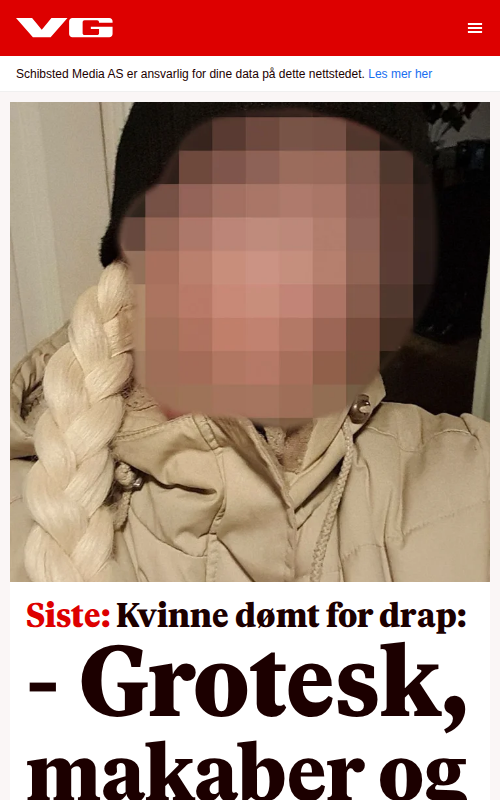 VG
Schibsted Media AS er ansvarlig for dine data på dette nettstedet. Les mer her
Siste: Kvinne dømt for drap:
- Grotesk,
makaber og